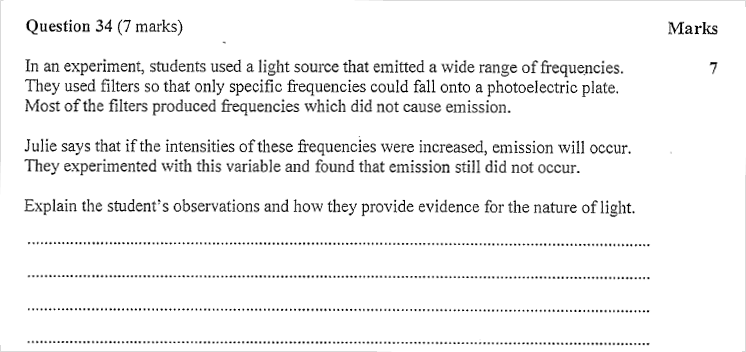 Question 34 (7 marks)
Marks
In an experiment, students used a light source that emitted a wide range of frequencies.
7
They used filters so that only specific frequencies could fall onto a photoelectric plate.
Most of the filters produced frequencies which did not cause emission.
Julie says that if the intensities of these frequencies were increased, emission will occur.
They experimented with this variable and found that emission still did not occur.
Explain the student's observations and how they provide evidence for the nature of light.